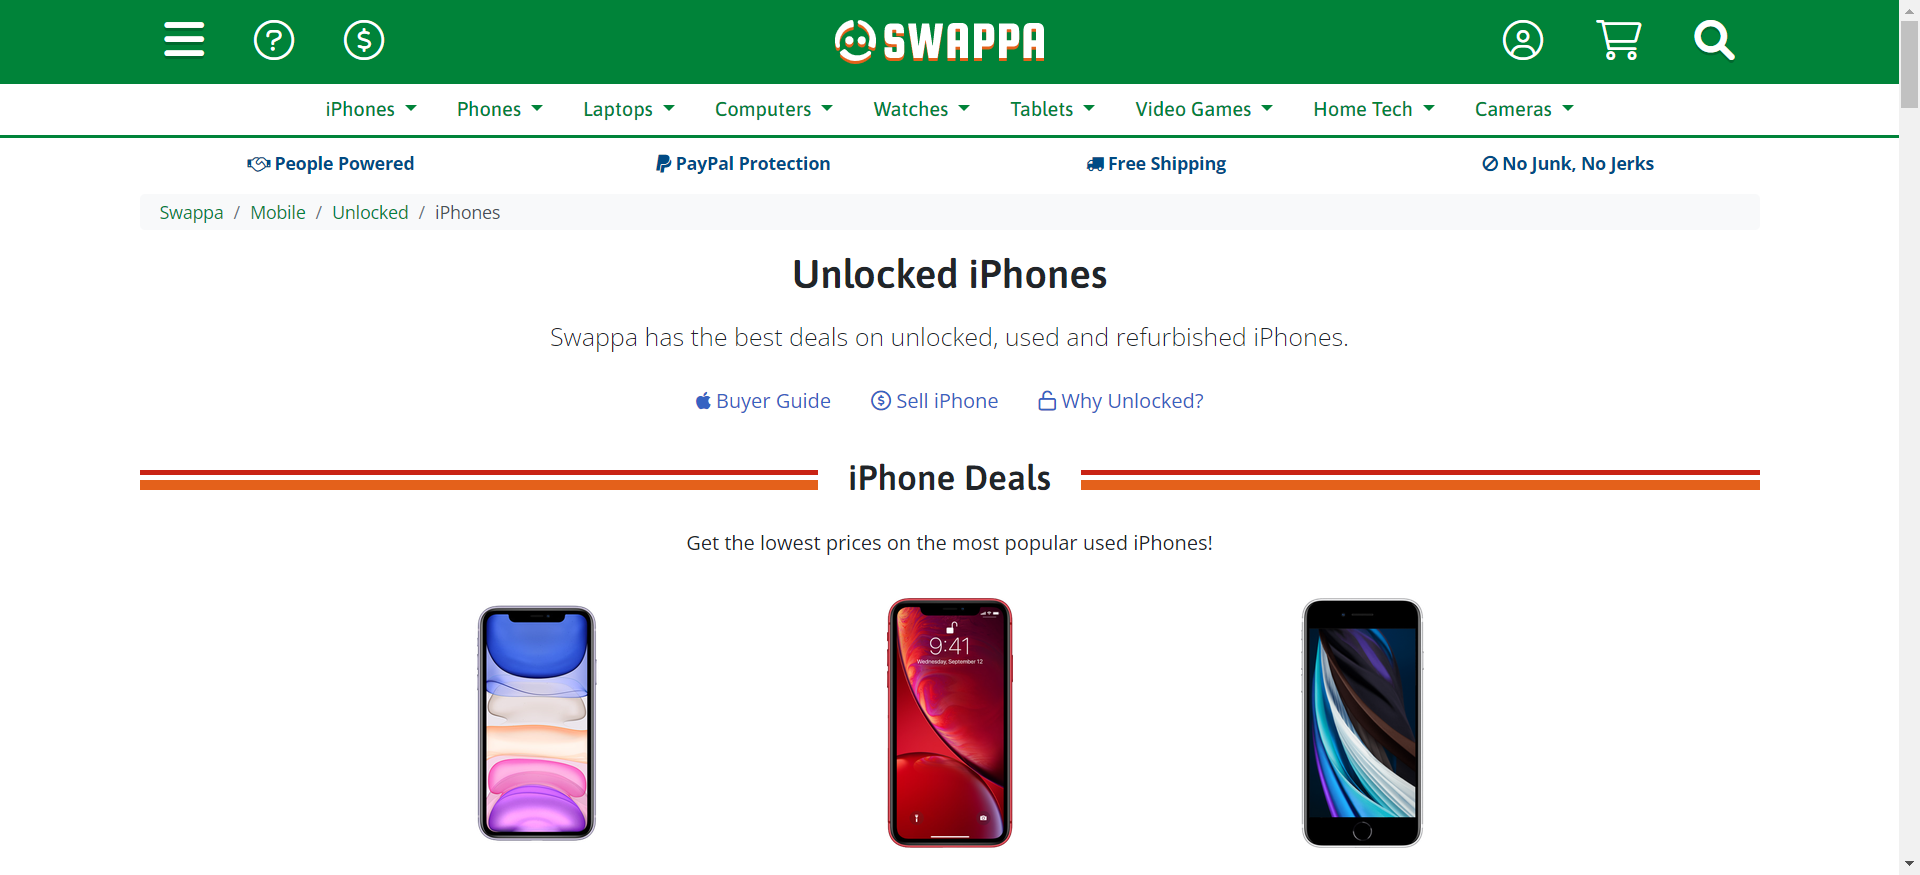 SWAPPA
iPhones Phones Laptops Computers Watches Tablets Video Games Home Tech Cameras
People Powered PayPal Protection Free Shipping No Junk, No Jerks
Swappa / Mobile / Unlocked / iPhones
Unlocked iPhones
Swappa has the best deals on unlocked, used and refurbished iPhones.
Buyer Guide Sell iPhone Why Unlocked?
iPhone Deals
Get the lowest prices on the most popular used iPhones!
9:41
Wednesday, September 12